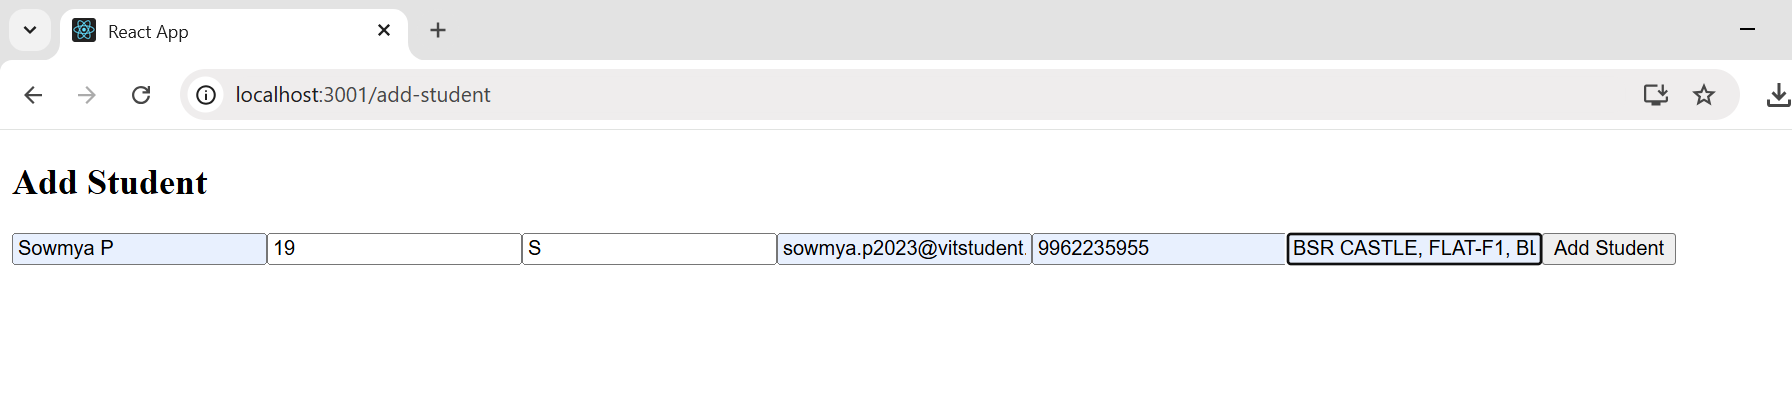 React App
localhost:3001/add-student
Add Student
Sowmya P 19 S sowmya.p2023@vitstudent. 9962235955 BSR CASTLE, FLAT-F1, BL Add Student